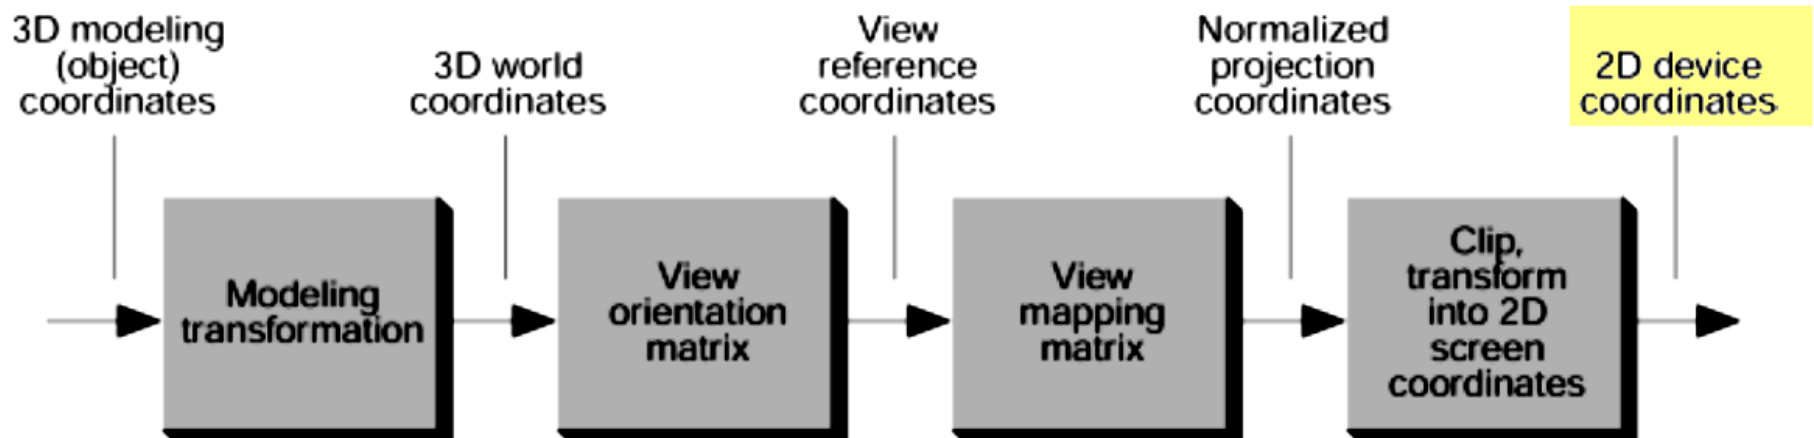 3D modeling
(object)
coordinates
3D world
coordinates
View
reference
coordinates
Normalized
projection
coordinates
2D device
coordinates
Modeling
transformation
View
orientation
matrix
View
mapping
matrix
Clip,
transform
into 2D
screen
coordinates